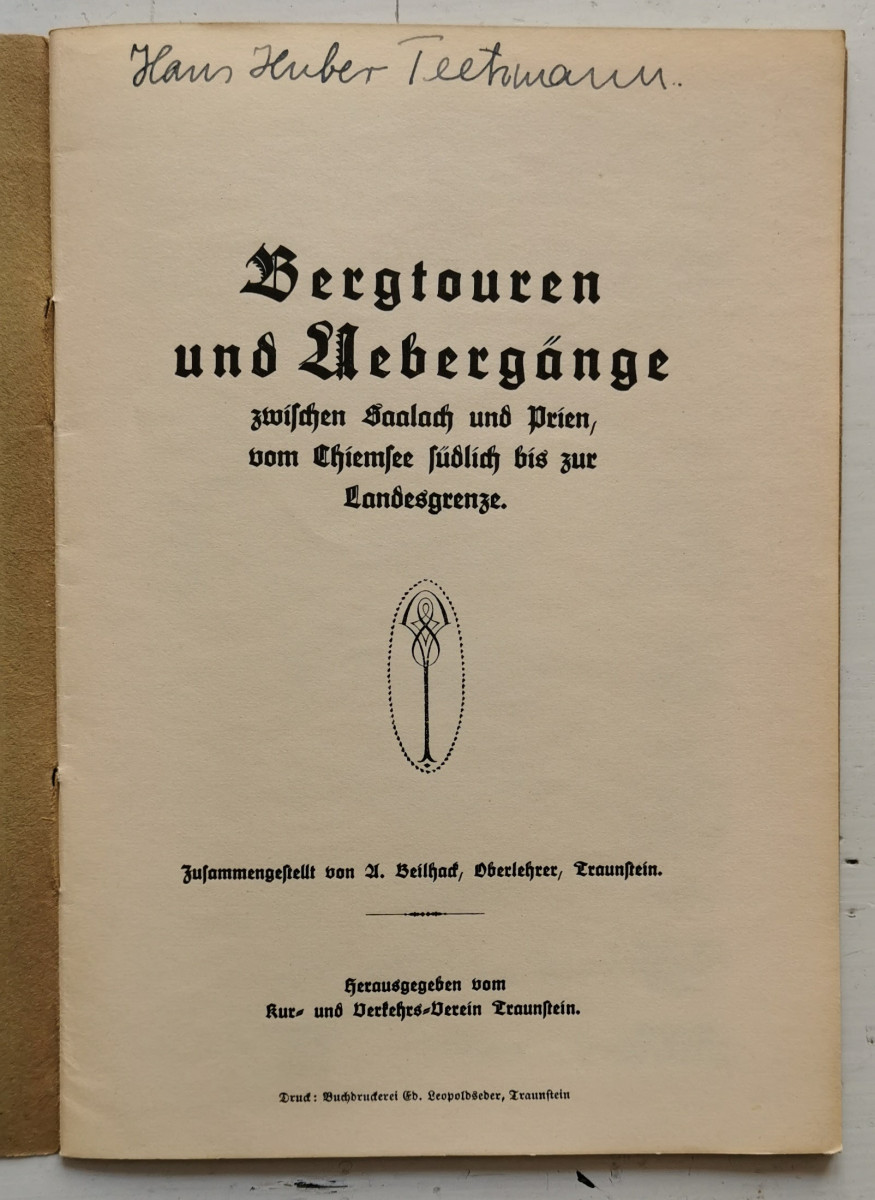 Hans Huber Teetzmann.
Bergtouren
und Uebergänge
zwischen Saalach und Prien,
vom Chiemsee südlich bis zur
Landesgrenze.
Zusammengestellt von A. Beilhack, Oberlehrer, Traunstein.
Herausgegeben vom
Kur- und Verkehrs-Verein Traunstein.
Druck: Buchdruckerei Ed. Leopoldseder, Traunstein